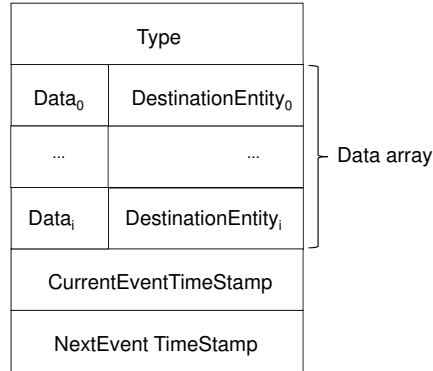 Type
Data₀ DestinationEntity₀
... ...
Data array
Dataᵢ DestinationEntityᵢ
CurrentEventTimeStamp
NextEvent TimeStamp